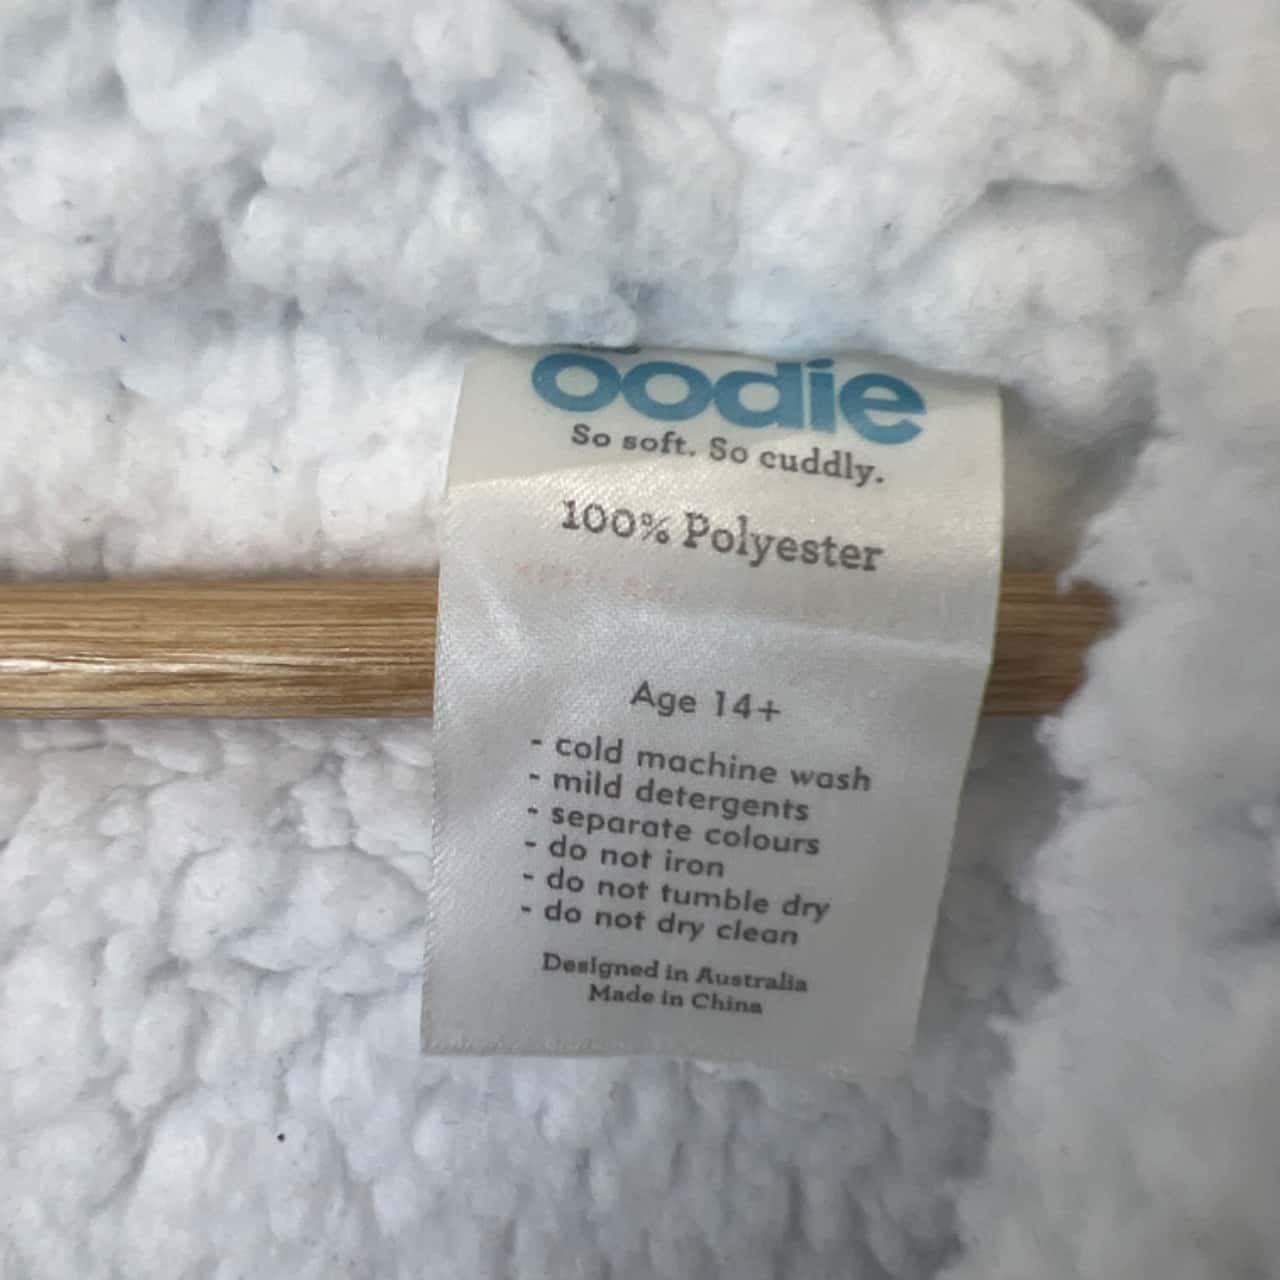 oodie
So soft. So cuddly.
100% Polyester
Age 14+
- cold machine wash
- mild detergents
- separate colours
- do not iron
- do not tumble dry
- do not dry clean
Designed in Australia
Made in China